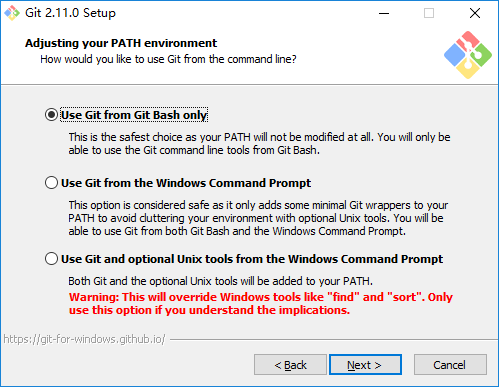 Git 2.11.0 Setup
Adjusting your PATH environment
How would you like to use Git from the command line?
Use Git from Git Bash only
This is the safest choice as your PATH will not be modified at all. You will only
be able to use the Git command line tools from Git Bash.
Use Git from the Windows Command Prompt
This option is considered safe as it only adds some minimal Git wrappers to your
PATH to avoid cluttering your environment with optional Unix tools. You will be
able to use Git from both Git Bash and the Windows Command Prompt.
Use Git and optional Unix tools from the Windows Command Prompt
Both Git and the optional Unix tools will be added to your PATH.
Warning: This will override Windows tools like "find" and "sort". Only
use this option if you understand the implications.
https://git-for-windows.github.io/
< Back
Next >
Cancel